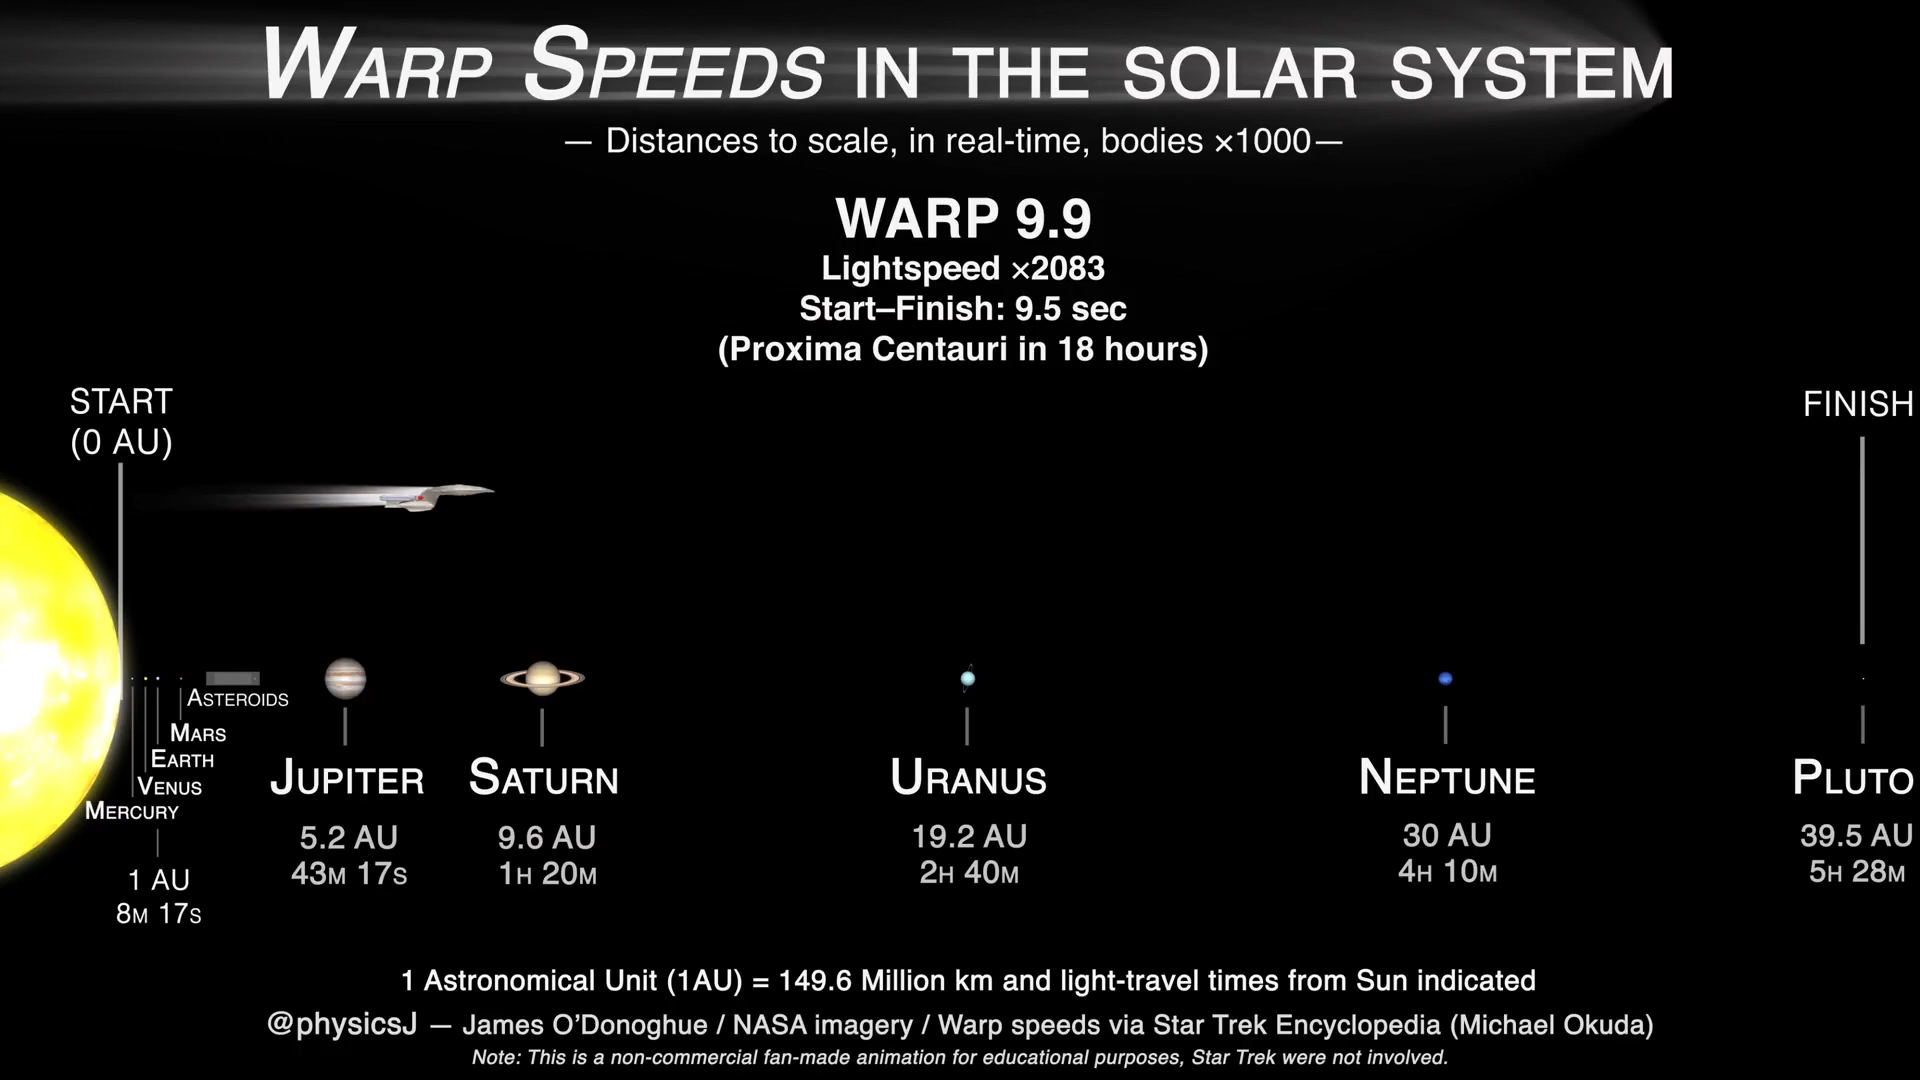 WARP SPEEDS IN THE SOLAR SYSTEM
— Distances to scale, in real-time, bodies ×1000—
WARP 9.9
Lightspeed ×2083
Start–Finish: 9.5 sec
(Proxima Centauri in 18 hours)
START
(0 AU)
FINISH
ASTEROIDS
MARS
EARTH
VENUS
MERCURY
1 AU
8M 17S
JUPITER
5.2 AU
43M 17S
SATURN
9.6 AU
1H 20M
URANUS
19.2 AU
2H 40M
NEPTUNE
30 AU
4H 10M
PLUTO
39.5 AU
5H 28M
1 Astronomical Unit (1AU) = 149.6 Million km and light-travel times from Sun indicated
@physicsJ — James O’Donoghue / NASA imagery / Warp speeds via Star Trek Encyclopedia (Michael Okuda)
Note: This is a non-commercial fan-made animation for educational purposes, Star Trek were not involved.